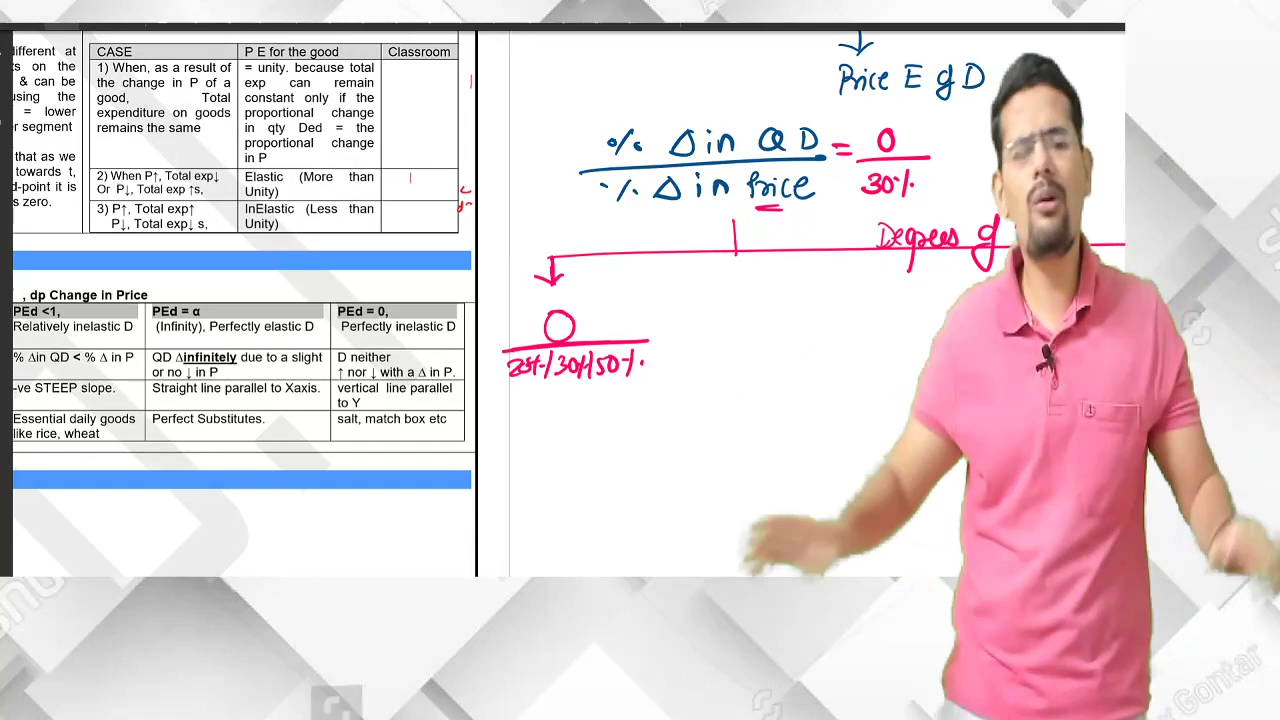 ifferent at
ts on the
& can be
using the
= lower
er segment
that as we
towards t,
d-point it is
s zero.
CASE P E for the good Classroom
1) When, as a result of the change in P of a good, Total expenditure on goods remains the same
= unity. because total exp can remain constant only if the proportional change in qty Ded = the proportional change in P
2) When P↑, Total exp↓
Or P↓, Total exp↑s,
Elastic (More than Unity)
3) P↑, Total exp↑
P↓, Total exp↓ s,
InElastic (Less than Unity)
, dp Change in Price
PEd <1, PEd = α PEd = 0,
Relatively inelastic D (Infinity), Perfectly elastic D Perfectly inelastic D
% Δin QD < % Δ in P
QD Δinfinitely due to a slight or no ↓ in P
D neither ↑ nor ↓ with a Δ in P.
-ve STEEP slope.
Straight line parallel to Xaxis.
vertical line parallel to Y
Essential daily goods like rice, wheat
Perfect Substitutes.
salt, match box etc
Price E of D
% Δ in QD = 0
% Δ in Price 30%
Degrees of
0
25%/30%/50%
Gontar